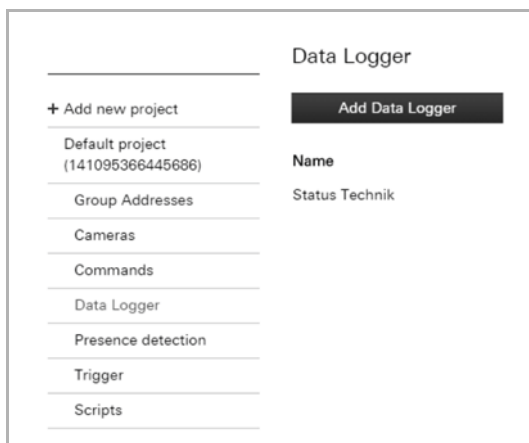 + Add new project
Default project
(141095366445686)
Group Addresses
Cameras
Commands
Data Logger
Presence detection
Trigger
Scripts
Data Logger
Add Data Logger
Name
Status Technik